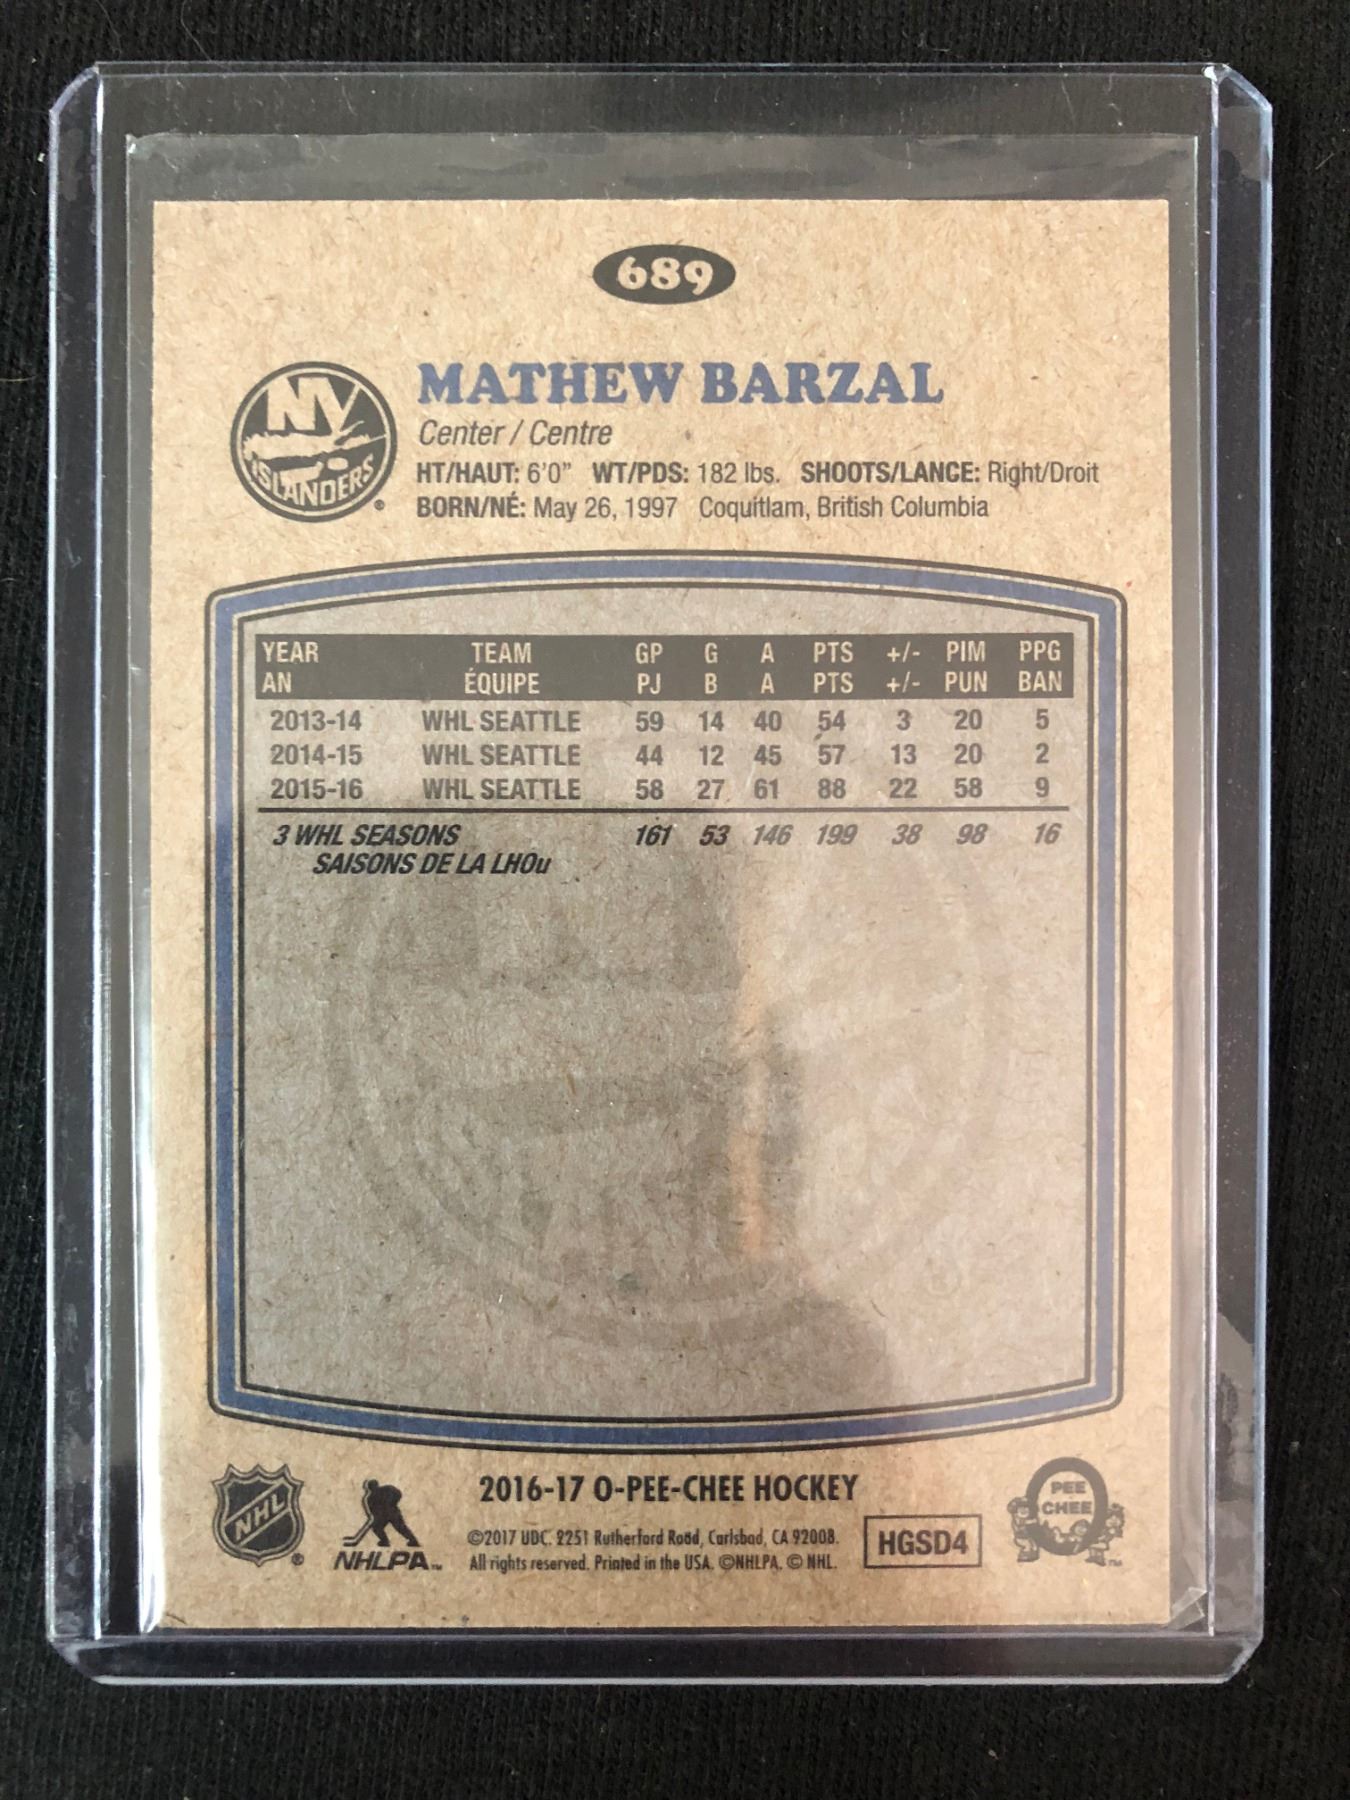 689
NY
ISLANDERS
MATHEW BARZAL
Center / Centre
HT/HAUT: 6'0" WT/PDS: 182 lbs. SHOOTS/LANCE: Right/Droit
BORN/NÉ: May 26, 1997 Coquitlam, British Columbia
YEAR TEAM GP G A PTS +/- PIM PPG
AN ÉQUIPE PJ B A PTS +/- PUN BAN
2013-14 WHL SEATTLE 59 14 40 54 3 20 5
2014-15 WHL SEATTLE 44 12 45 57 13 20 2
2015-16 WHL SEATTLE 58 27 61 88 22 58 9
3 WHL SEASONS 161 53 146 199 38 98 16
SAISONS DE LA LHOu
2016-17 O-PEE-CHEE HOCKEY
©2017 UDC. 2251 Rutherford Road, Carlsbad, CA 92008.
All rights reserved. Printed in the USA. ©NHLPA. © NHL.
NHL
NHLPA™
HGSD4
O
PEE
CHEE